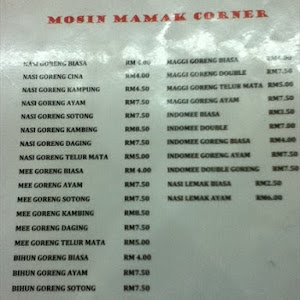 MOSIN MAMAK CORNER
NASI GORENG BIASA RM 4.00
NASI GORENG CINA RM4.00
NASI GORENG KAMPUNG RM4.50
NASI GORENG AYAM RM7.50
NASI GORENG SOTONG RM7.50
NASI GORENG KAMBING RM8.50
NASI GORENG DAGING RM7.50
NASI GORENG TELUR MATA RM5.00
MEE GORENG BIASA RM 4.00
MEE GORENG AYAM RM7.50
MEE GORENG SOTONG RM7.50
MEE GORENG KAMBING RM8.50
MEE GORENG DAGING RM7.50
MEE GORENG TELUR MATA RM5.00
BIHUN GORENG BIASA RM 4.00
BIHUN GORENG AYAM RM7.50
BIHUN GORENG SOTONG RM7.50
MAGGI GORENG BIASA
MAGGI GORENG DOUBLE
MAGGI GORENG TELUR MATA RM5.00
MAGGI GORENG AYAM RM7.50
INDOMEE BIASA
INDOMEE DOUBLE
INDOMEE GORENG
INDOMEE GORENG AYAM RM7.50
INDOMEE GORENG DOUBLE RM7.50
NASI LEMAK BIASA RM2.50
NASI LEMAK AYAM RM6.00